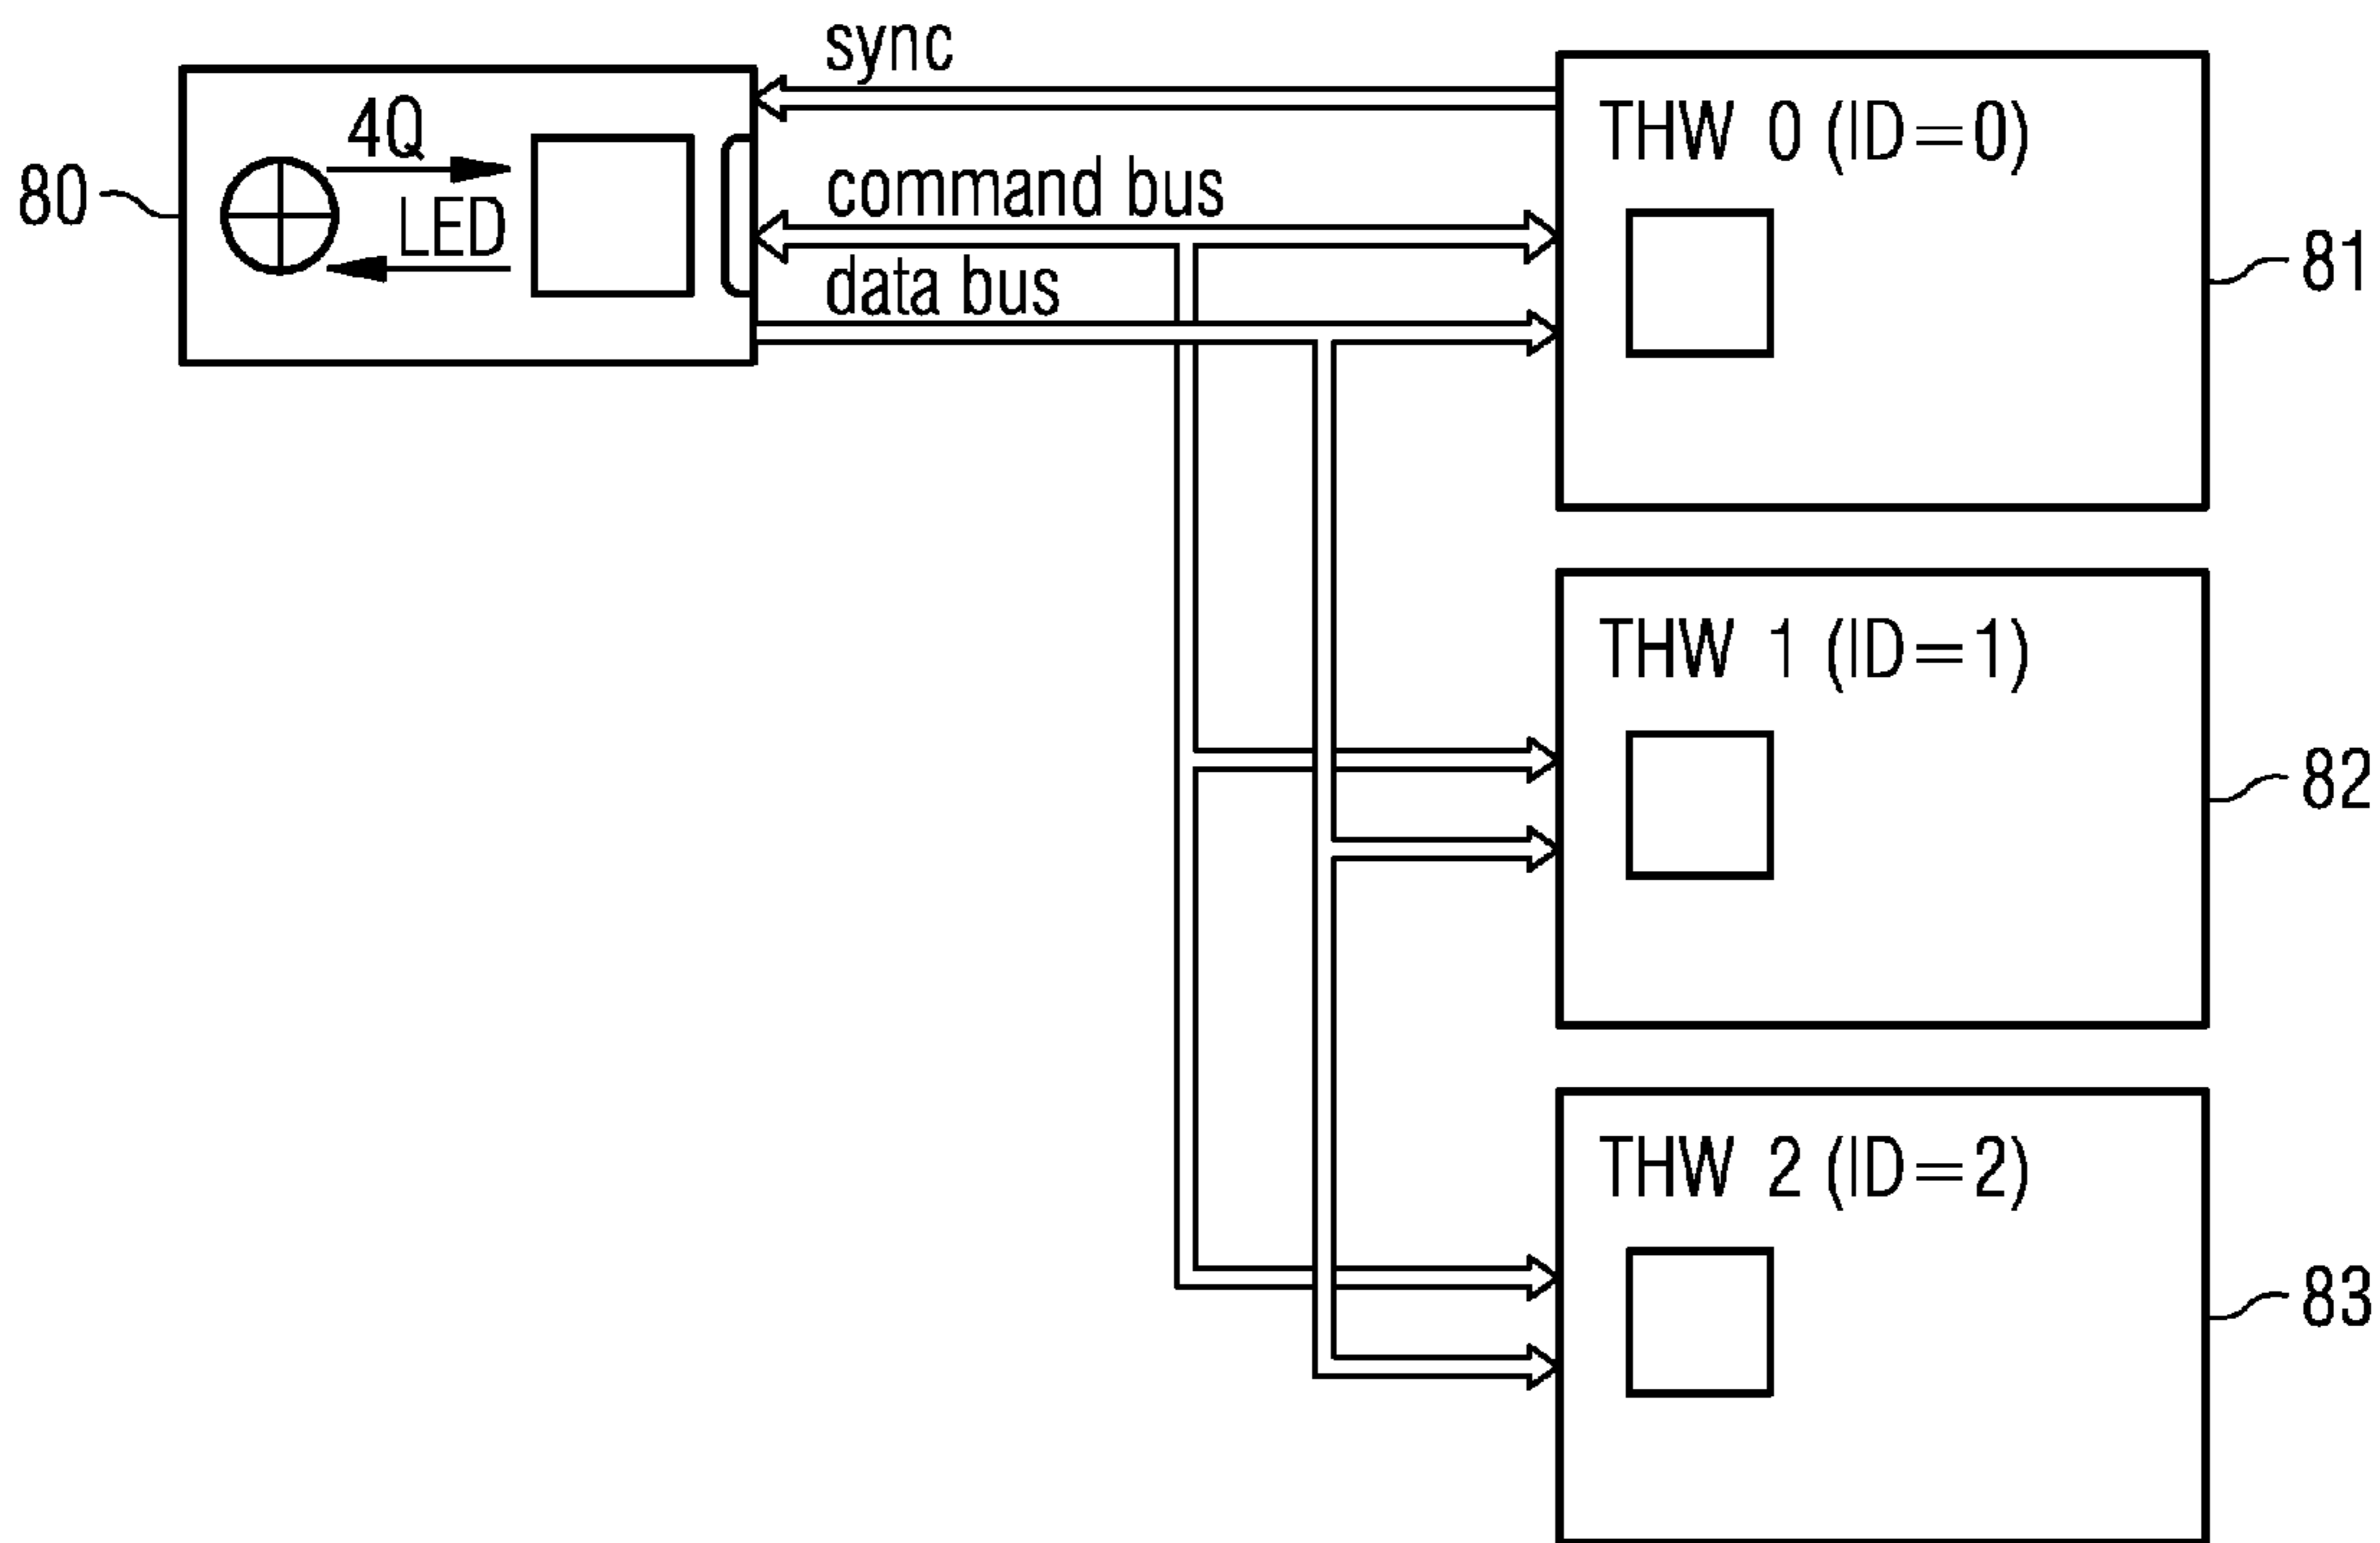 sync
THW 0 (ID=0)
4Q
80
LED
command bus
data bus
81
THW 1 (ID=1)
82
THW 2 (ID=2)
83